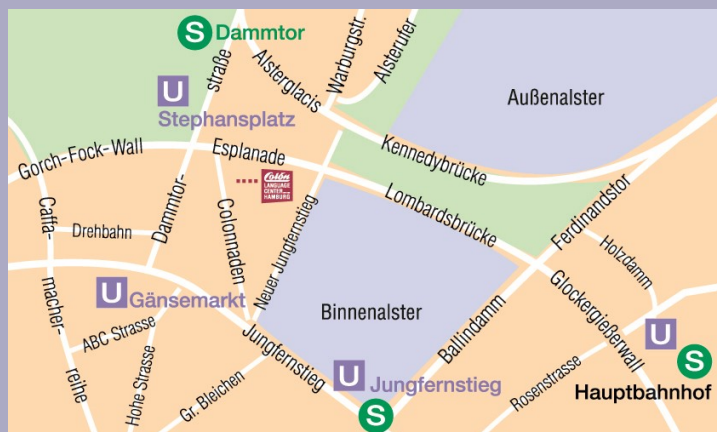 S Dammtor
Alsterglacis
Warburgstr.
Alsterufer
U
Stephansplatz
Außenalster
Gorch-Fock-Wall
Esplanade
Kennedybrücke
Colón
LANGUAGE
CENTER
HAMBURG
Lombardsbrücke
Ferdinandstor
Caffa-
macher-
reihe
Drehbahn
Dammtor-
straße
Colonnaden
Neuer Jungfernstieg
Holzdamm
U Gänsemarkt
Binnenalster
Glockergießerwall
ABC Strasse
Hohe Strasse
Gr. Bleichen
Jungfernstieg
U Jungfernstieg
S
Ballindamm
Rosenstrasse
U
S
Hauptbahnhof